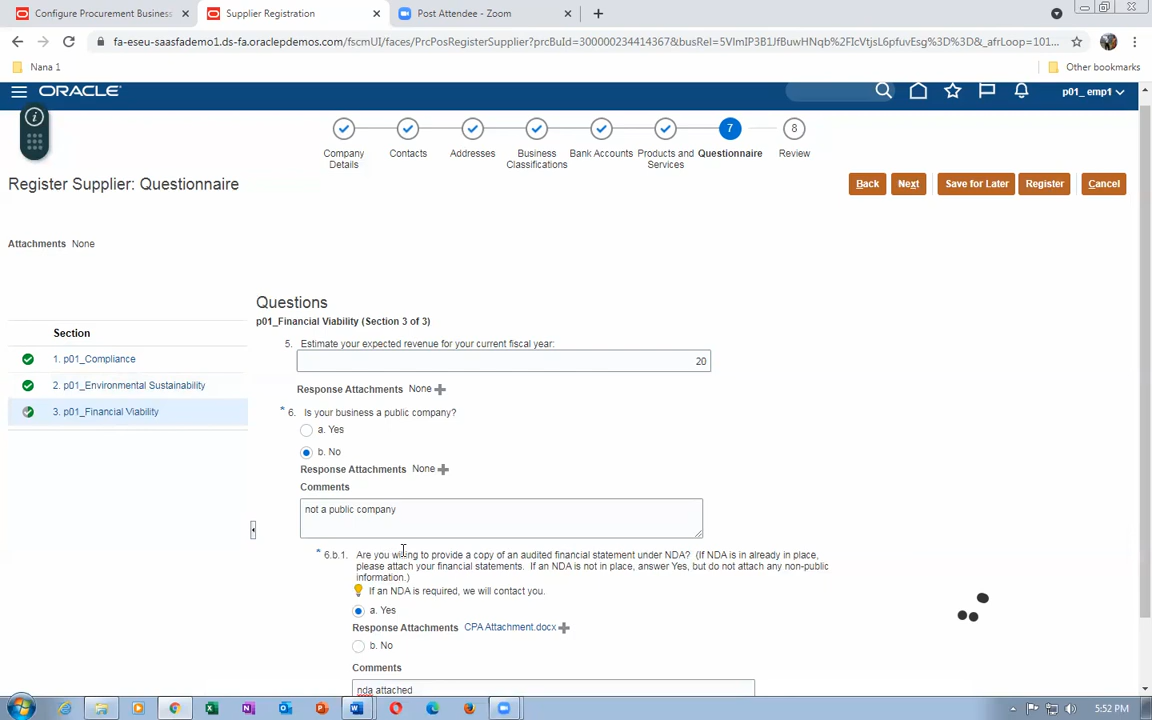 Configure Procurement Business
Supplier Registration
Post Attendee - Zoom
fa-eseu-saasfademo1.ds-fa.oraclepdemos.com/fscmUI/faces/PrcPosRegisterSupplier?prcBuId=300000234414367&busRel=5VlmIP3B1JfBuwHNqb%2FIcVtjsL6pfuvEsg%3D%3D&_afrLoop=101...
Nana 1
Other bookmarks
ORACLE
p01_ emp1
7
8
Company Details
Contacts
Addresses
Business Classifications
Bank Accounts
Products and Services
Questionnaire
Review
Register Supplier: Questionnaire
Back
Next
Save for Later
Register
Cancel
Attachments None
Section
1. p01_Compliance
2. p01_Environmental Sustainability
3. p01_Financial Viability
Questions
p01_Financial Viability (Section 3 of 3)
5. Estimate your expected revenue for your current fiscal year:
20
Response Attachments None
* 6. Is your business a public company?
a. Yes
b. No
Response Attachments None
Comments
not a public company
* 6.b.1. Are you willing to provide a copy of an audited financial statement under NDA? (If NDA is in already in place,
please attach your financial statements. If an NDA is not in place, answer Yes, but do not attach any non-public
information.)
If an NDA is required, we will contact you.
a. Yes
Response Attachments CPA Attachment.docx
b. No
Comments
nda attached
5:52 PM